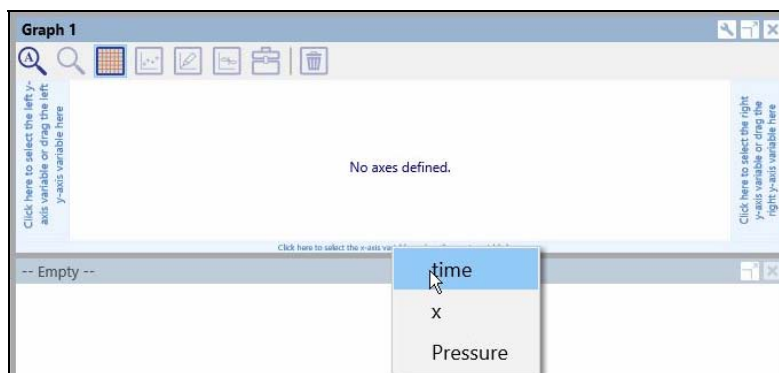 Graph 1
Click here to select the left y-
axis variable or drag the left
y-axis variable here
No axes defined.
Click here to select the right
y-axis variable or drag the
right y-axis variable here
Click here to select the x-axis
-- Empty --
time
x
Pressure